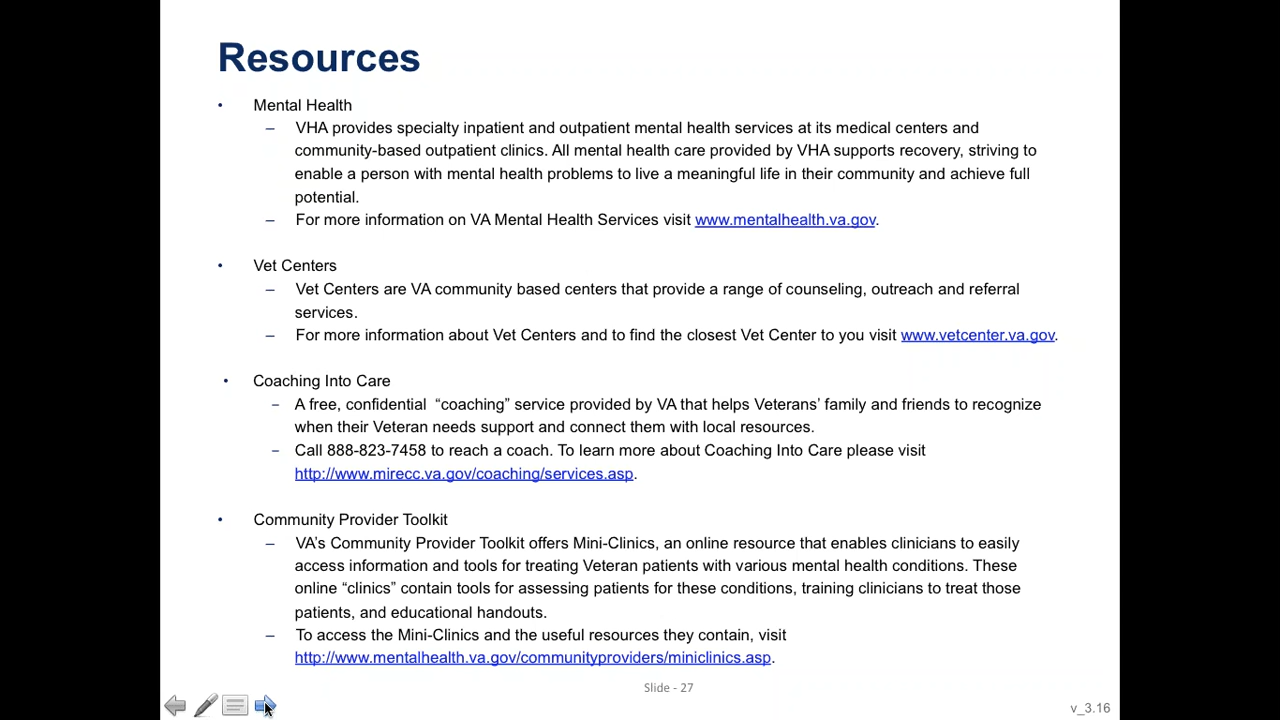 Resources
• Mental Health
– VHA provides specialty inpatient and outpatient mental health services at its medical centers and
community-based outpatient clinics. All mental health care provided by VHA supports recovery, striving to
enable a person with mental health problems to live a meaningful life in their community and achieve full
potential.
– For more information on VA Mental Health Services visit www.mentalhealth.va.gov.
• Vet Centers
– Vet Centers are VA community based centers that provide a range of counseling, outreach and referral
services.
– For more information about Vet Centers and to find the closest Vet Center to you visit www.vetcenter.va.gov.
• Coaching Into Care
– A free, confidential “coaching” service provided by VA that helps Veterans’ family and friends to recognize
when their Veteran needs support and connect them with local resources.
– Call 888-823-7458 to reach a coach. To learn more about Coaching Into Care please visit
http://www.mirecc.va.gov/coaching/services.asp.
• Community Provider Toolkit
– VA’s Community Provider Toolkit offers Mini-Clinics, an online resource that enables clinicians to easily
access information and tools for treating Veteran patients with various mental health conditions. These
online “clinics” contain tools for assessing patients for these conditions, training clinicians to treat those
patients, and educational handouts.
– To access the Mini-Clinics and the useful resources they contain, visit
http://www.mentalhealth.va.gov/communityproviders/miniclinics.asp.
Slide - 27
v_3.16